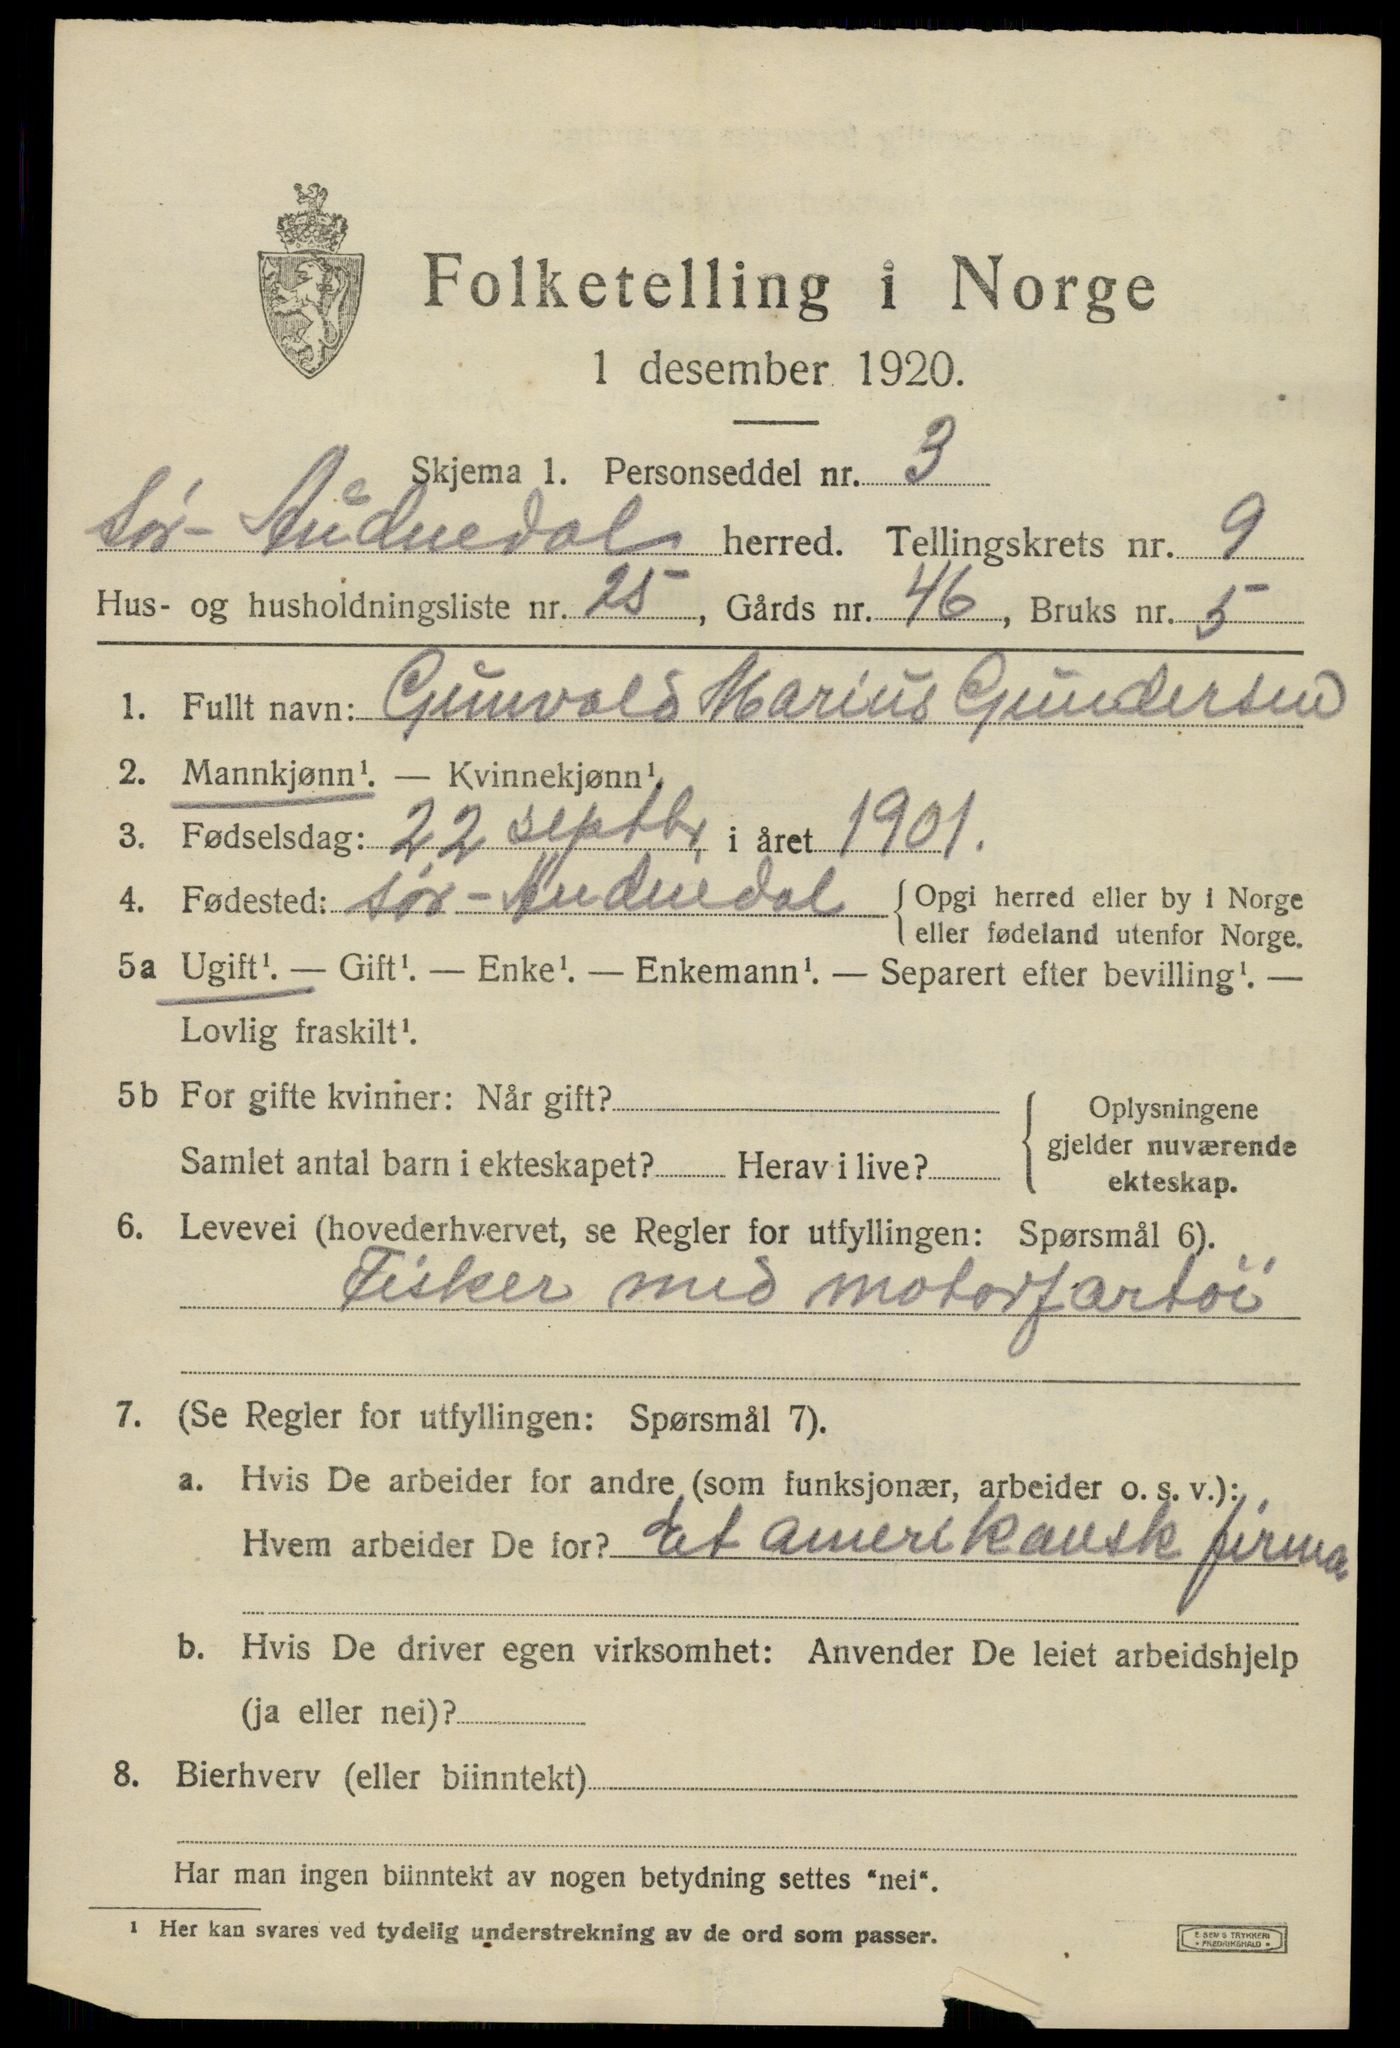 Folketelling i Norge
1 desember 1920.
Skjema 1. Personseddel nr. 3
Sør-Audnedal herred. Tellingskrets nr. 9
Hus- og husholdningsliste nr. 25, Gårds nr. 46, Bruks nr. 5
1. Fullt navn: Gunvald Marius Gundersen
2. Mannkjønn¹. — Kvinnekjønn¹.
3. Fødselsdag: 22 septbr, i året 1901.
4. Fødested: Sør-Audnedal { Opgi herred eller by i Norge
eller fødeland utenfor Norge.
5a Ugift¹. — Gift¹. — Enke¹. — Enkemann¹. — Separert efter bevilling¹. —
Lovlig fraskilt¹.
5b For gifte kvinner: Når gift?
Samlet antal barn i ekteskapet? Herav i live?
{ Oplysningene
gjelder nuværende
ekteskap.
6. Levevei (hovederhvervet, se Regler for utfyllingen: Spørsmål 6).
Fisker med motorfartöi
7. (Se Regler for utfyllingen: Spørsmål 7).
a. Hvis De arbeider for andre (som funksjonær, arbeider o. s. v.):
Hvem arbeider De for? Et amerikansk firma
b. Hvis De driver egen virksomhet: Anvender De leiet arbeidshjelp
(ja eller nei)?
8. Bierhverv (eller biinntekt)
Har man ingen biinntekt av nogen betydning settes "nei".
¹ Her kan svares ved tydelig understrekning av de ord som passer.
E. SEM'S TRYKKERI
• FREDRIKSHALD •